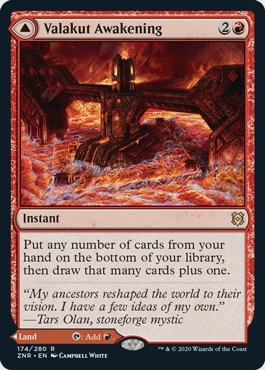 Valakut Awakening 2
Instant
Put any number of cards from your
hand on the bottom of your library,
then draw that many cards plus one.
“My ancestors reshaped the world to their
vision. I have a few ideas of my own.”
—Tars Olan, stoneforge mystic
Land : Add .
174/280 R
ZNR • EN CAMPBELL WHITE
™ & © 2020 Wizards of the Coast